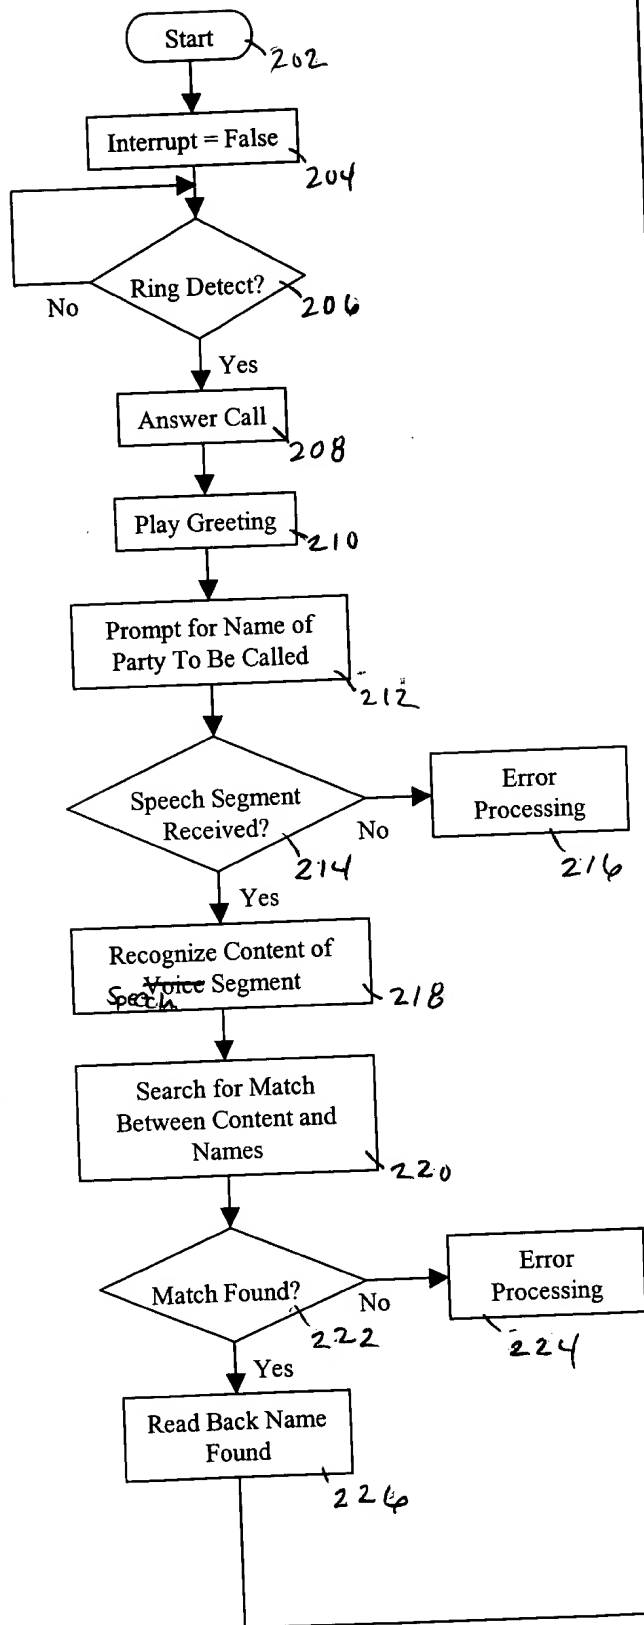 Start
202
Interrupt = False
204
Ring Detect?
206
No
Yes
Answer Call
208
Play Greeting
210
Prompt for Name of
Party To Be Called
212
Speech Segment
Received?
214
No
Error
Processing
216
Yes
Recognize Content of
Voice Segment
Speech
218
Search for Match
Between Content and
Names
220
Match Found?
222
No
Error
Processing
224
Yes
Read Back Name
Found
226